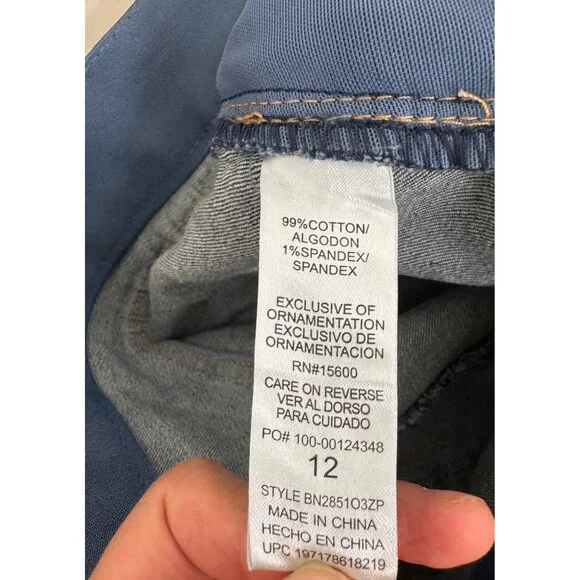 99%COTTON/
ALGODON
1%SPANDEX/
SPANDEX
EXCLUSIVE OF
ORNAMENTATION
EXCLUSIVO DE
ORNAMENTACION
RN#15600
CARE ON REVERSE
VER AL DORSO
PARA CUIDADO
PO# 100-00124348
12
STYLE BN2851O3ZP
MADE IN CHINA
HECHO EN CHINA
UPC 197178618219